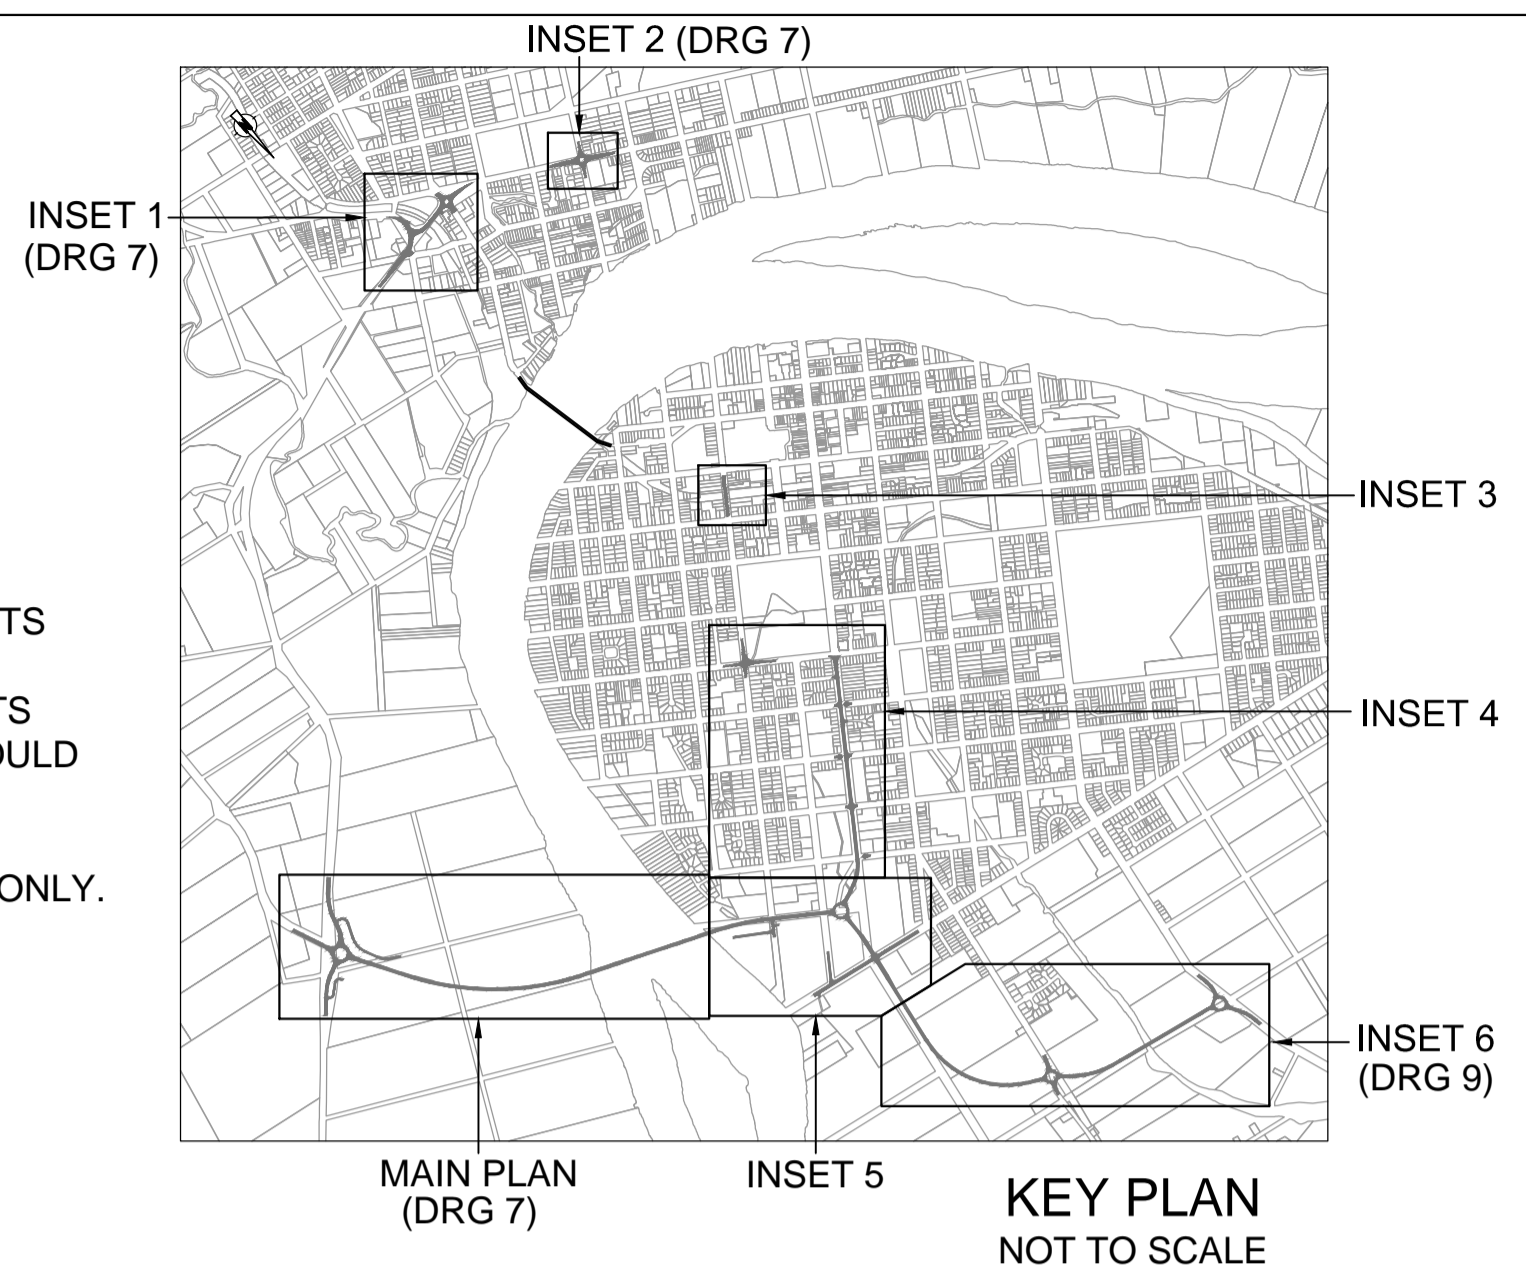 INSET 2 (DRG 7)
INSET 1
(DRG 7)
INSET 3
TS
TS
OULD
INSET 4
ONLY.
INSET 6
(DRG 9)
MAIN PLAN
(DRG 7)
INSET 5
KEY PLAN
NOT TO SCALE